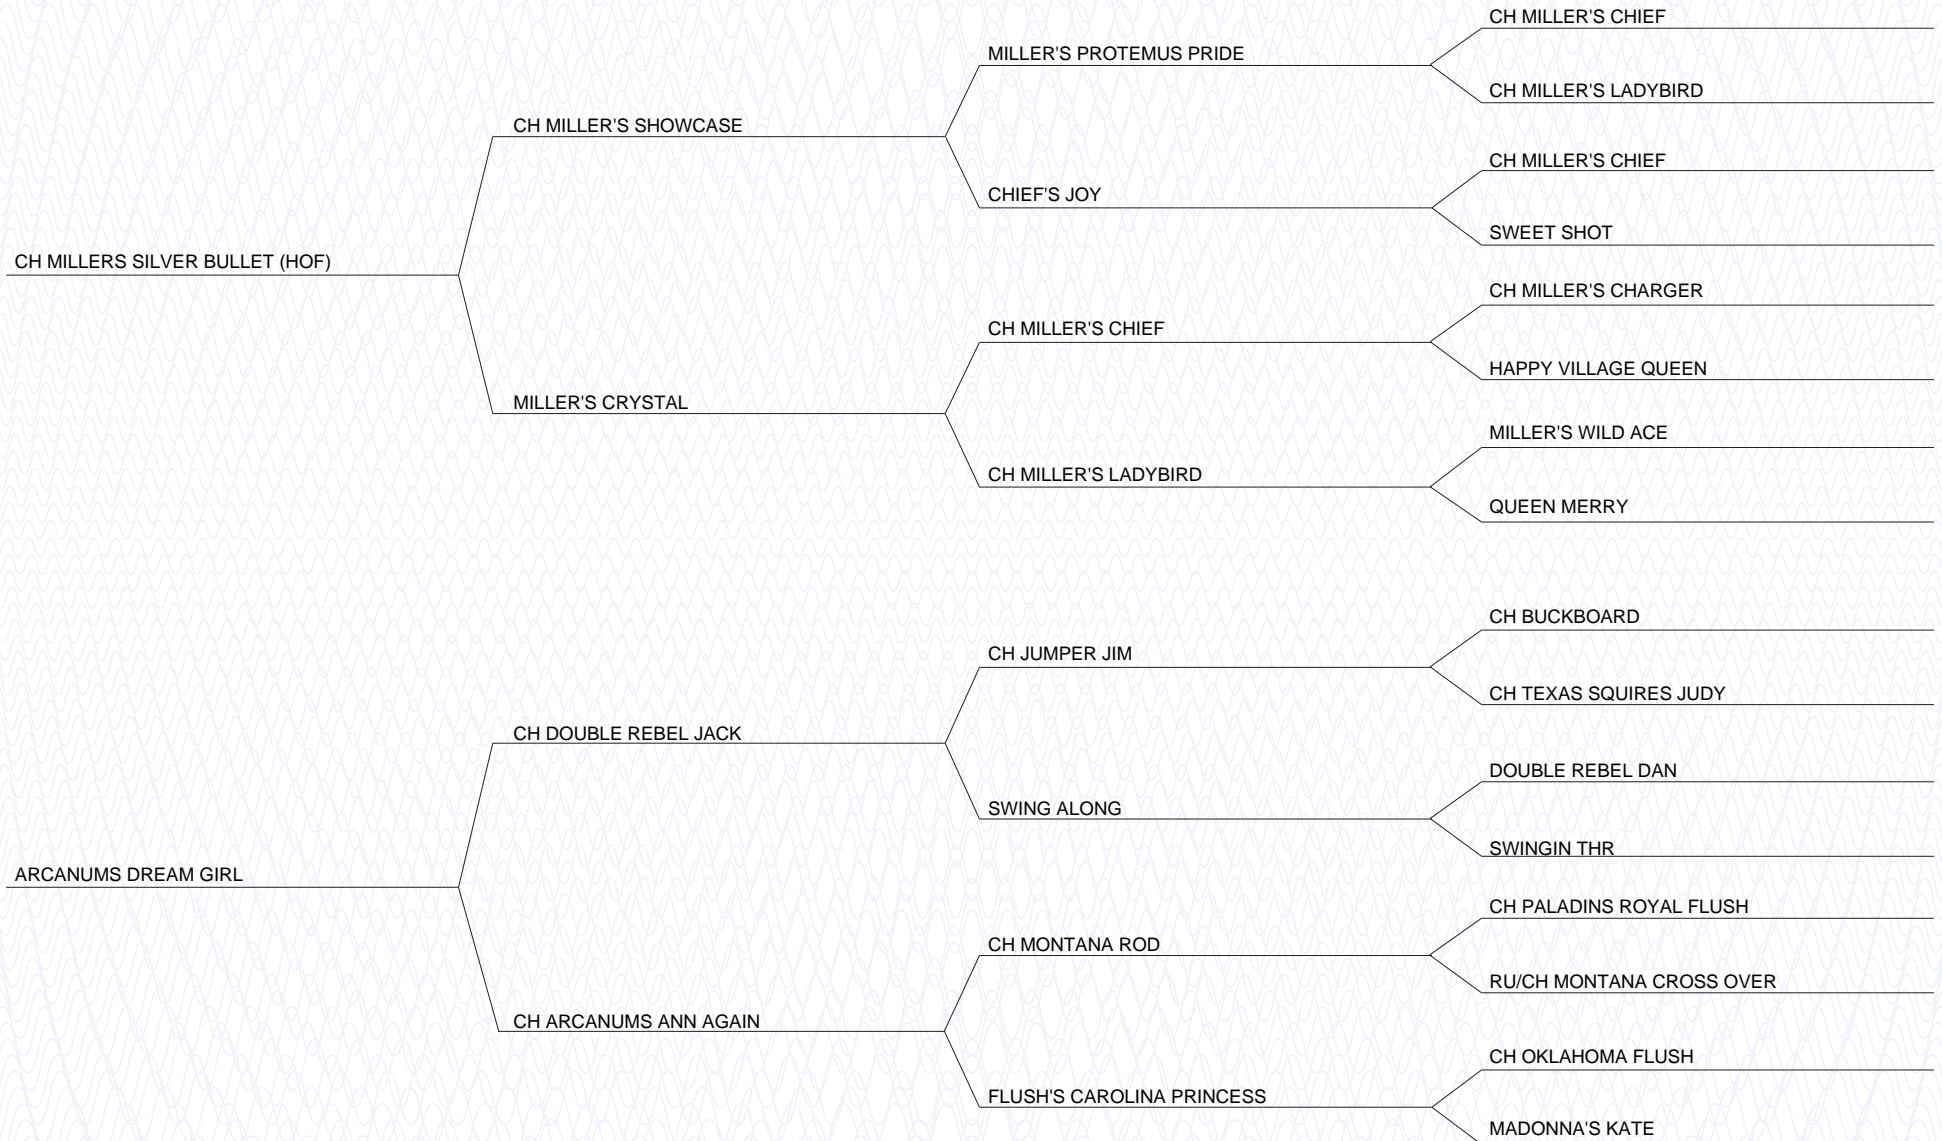 CH MILLER'S CHIEF
MILLER'S PROTEMUS PRIDE
CH MILLER'S LADYBIRD
CH MILLER'S SHOWCASE
CH MILLER'S CHIEF
CHIEF'S JOY
SWEET SHOT
CH MILLERS SILVER BULLET (HOF)
CH MILLER'S CHARGER
CH MILLER'S CHIEF
HAPPY VILLAGE QUEEN
MILLER'S CRYSTAL
MILLER'S WILD ACE
CH MILLER'S LADYBIRD
QUEEN MERRY
CH BUCKBOARD
CH JUMPER JIM
CH TEXAS SQUIRES JUDY
CH DOUBLE REBEL JACK
DOUBLE REBEL DAN
SWING ALONG
SWINGIN THR
ARCANUMS DREAM GIRL
CH PALADINS ROYAL FLUSH
CH MONTANA ROD
RU/CH MONTANA CROSS OVER
CH ARCANUMS ANN AGAIN
CH OKLAHOMA FLUSH
FLUSH'S CAROLINA PRINCESS
MADONNA'S KATE